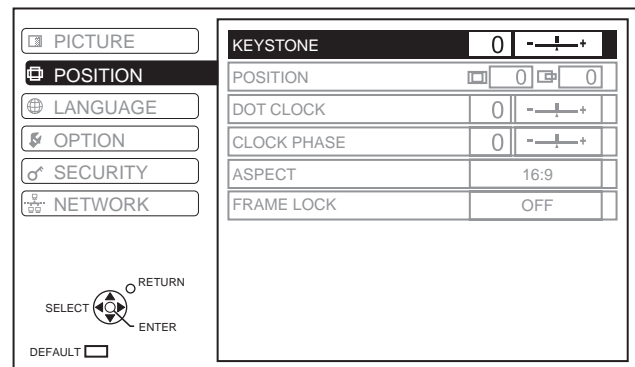 PICTURE
POSITION
LANGUAGE
OPTION
SECURITY
NETWORK
RETURN
SELECT
ENTER
DEFAULT
KEYSTONE 0 - +
POSITION 0 0
DOT CLOCK 0 - +
CLOCK PHASE 0 - +
ASPECT 16:9
FRAME LOCK OFF